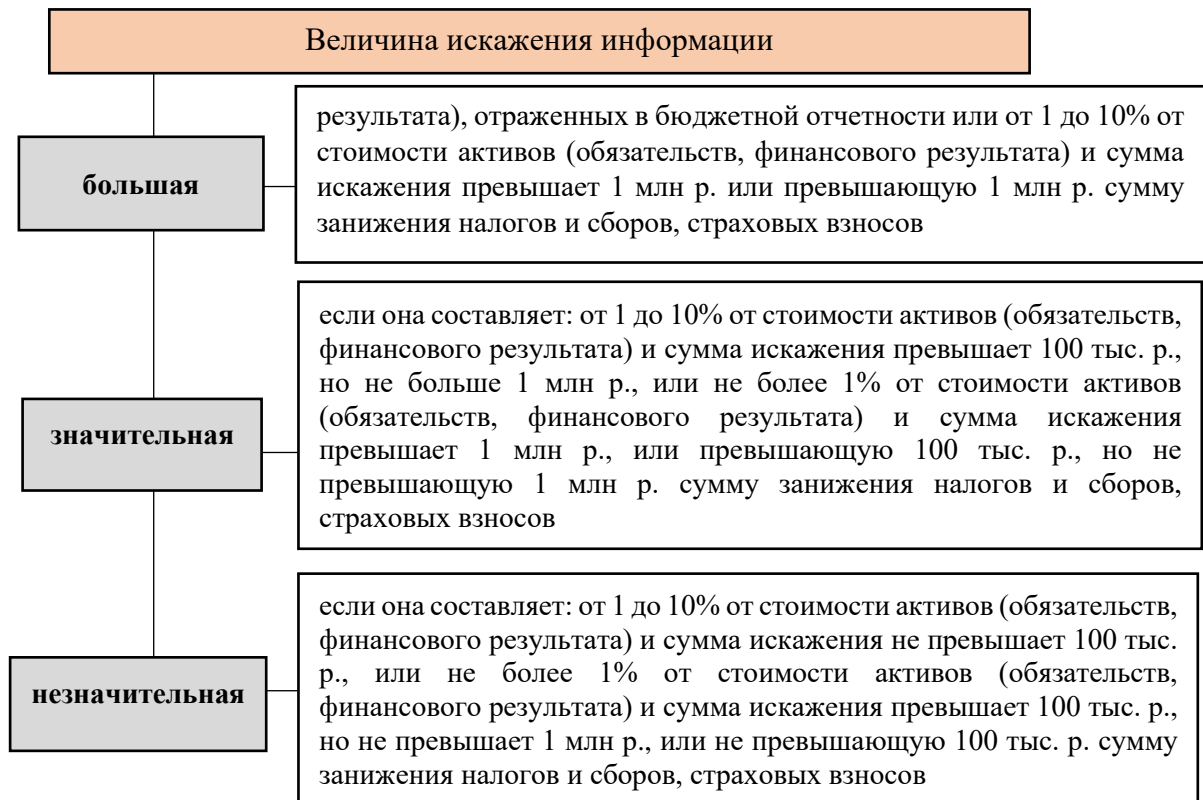 Величина искажения информации
большая
результата), отраженных в бюджетной отчетности или от 1 до 10% от
стоимости активов (обязательств, финансового результата) и сумма
искажения превышает 1 млн р. или превышающую 1 млн р. сумму
занижения налогов и сборов, страховых взносов
значительная
если она составляет: от 1 до 10% от стоимости активов (обязательств,
финансового результата) и сумма искажения превышает 100 тыс. р.,
но не больше 1 млн р., или не более 1% от стоимости активов
(обязательств, финансового результата) и сумма искажения
превышает 1 млн р., или превышающую 100 тыс. р., но не
превышающую 1 млн р. сумму занижения налогов и сборов,
страховых взносов
незначительная
если она составляет: от 1 до 10% от стоимости активов (обязательств,
финансового результата) и сумма искажения не превышает 100 тыс.
р., или не более 1% от стоимости активов (обязательств,
финансового результата) и сумма искажения превышает 100 тыс. р.,
но не превышает 1 млн р., или не превышающую 100 тыс. р. сумму
занижения налогов и сборов, страховых взносов